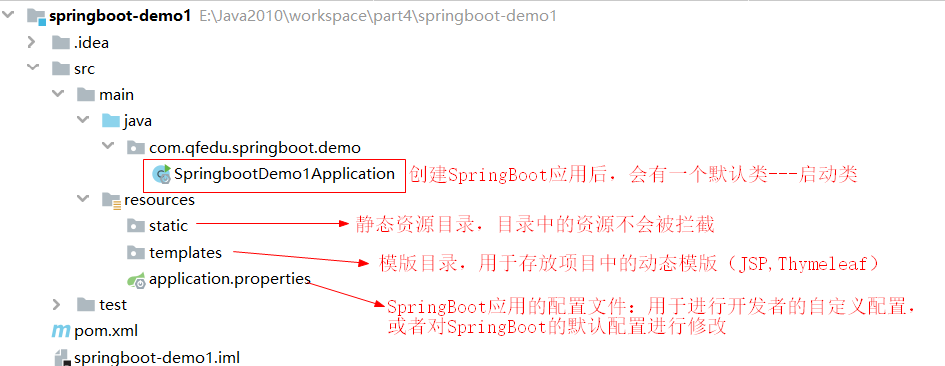 springboot-demo1 E:\Java2010\workspace\part4\springboot-demo1
.idea
src
main
java
com.qfedu.springboot.demo
SpringbootDemo1Application 创建SpringBoot应用后，会有一个默认类---启动类
resources
static 静态资源目录，目录中的资源不会被拦截
templates 模版目录，用于存放项目中的动态模版（JSP,Thymeleaf）
application.properties
SpringBoot应用的配置文件：用于进行开发者的自定义配置，
test 或者对SpringBoot的默认配置进行修改
pom.xml
springboot-demo1.iml